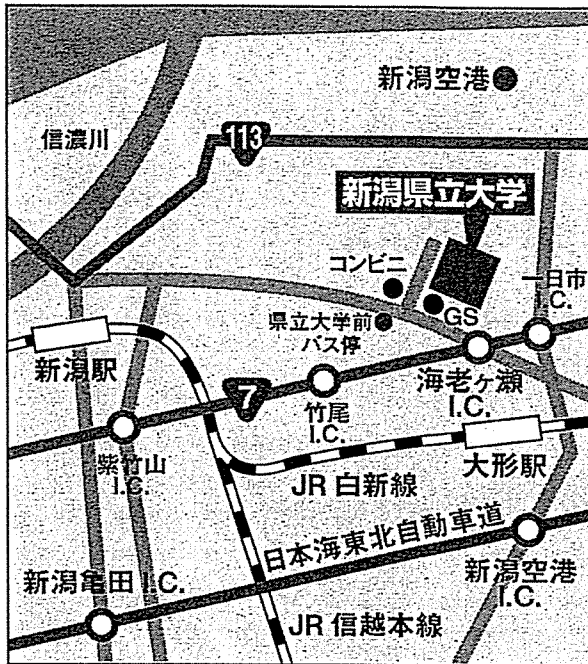 新潟空港
信濃川
113
新潟県立大学
コンビニ
一日市
I.C.
GS
県立大学前
バス停
新潟駅
海老ヶ瀬
I.C.
7
竹尾
I.C.
紫竹山
I.C.
大形駅
JR 白新線
日本海東北自動車道
新潟空港
I.C.
新潟亀田 I.C.
JR 信越本線